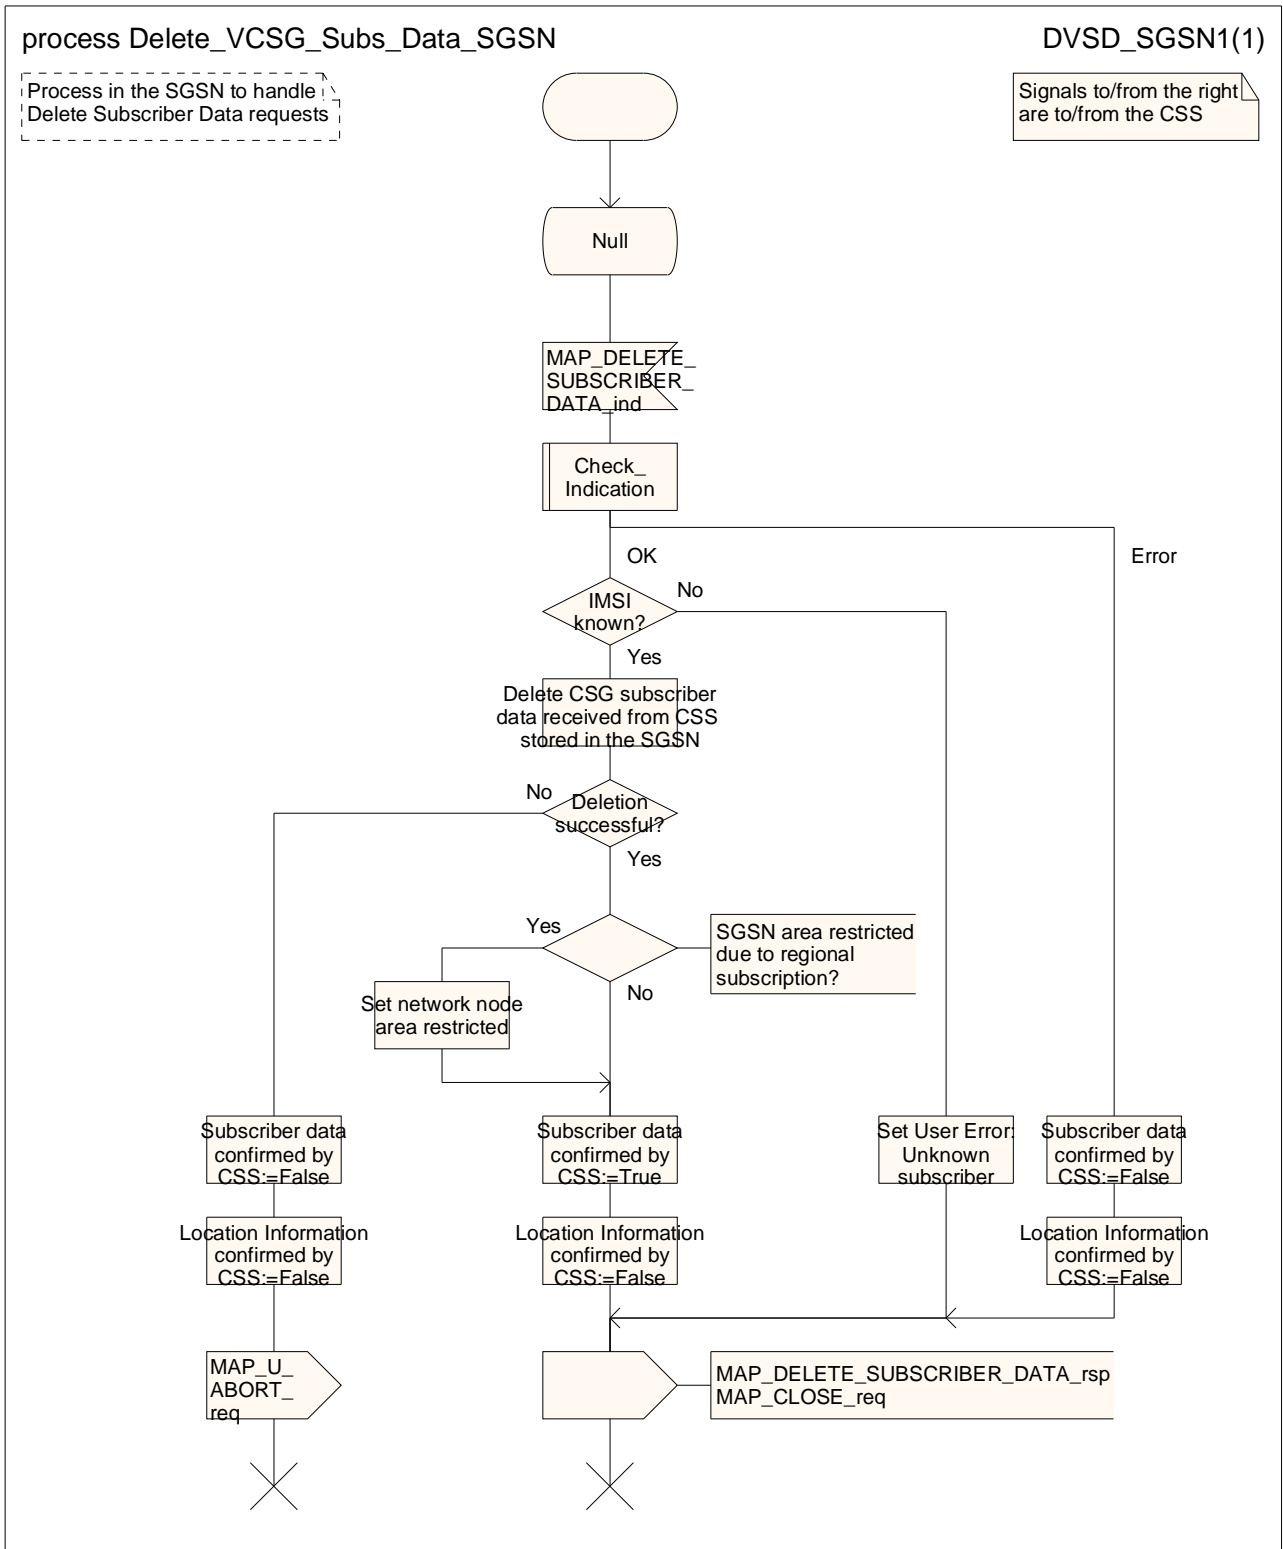 process Delete_VCSG_Subs_Data_SGSN
DVSD_SGSN1(1)
Process in the SGSN to handle
Delete Subscriber Data requests
Signals to/from the right
are to/from the CSS
Null
MAP_DELETE_
SUBSCRIBER_
DATA_ind
Check_
Indication
OK
Error
IMSI
known?
No
Yes
Delete CSG subscriber
data received from CSS
stored in the SGSN
No
Deletion
successful?
Yes
Yes
SGSN area restricted
due to regional
subscription?
No
Set network node
area restricted
Subscriber data
confirmed by
CSS:=False
Subscriber data
confirmed by
CSS:=True
Set User Error:
Unknown
subscriber
Subscriber data
confirmed by
CSS:=False
Location Information
confirmed by
CSS:=False
Location Information
confirmed by
CSS:=False
Location Information
confirmed by
CSS:=False
MAP_U_
ABORT_
req
MAP_DELETE_SUBSCRIBER_DATA_rsp
MAP_CLOSE_req